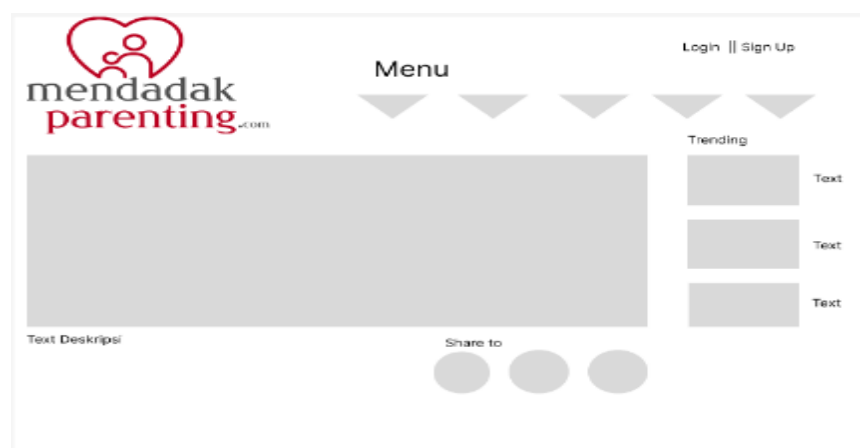 mendadak
parenting.com
Menu
Login || Sign Up
Trending
Text
Text
Text
Text Deskripsi
Share to